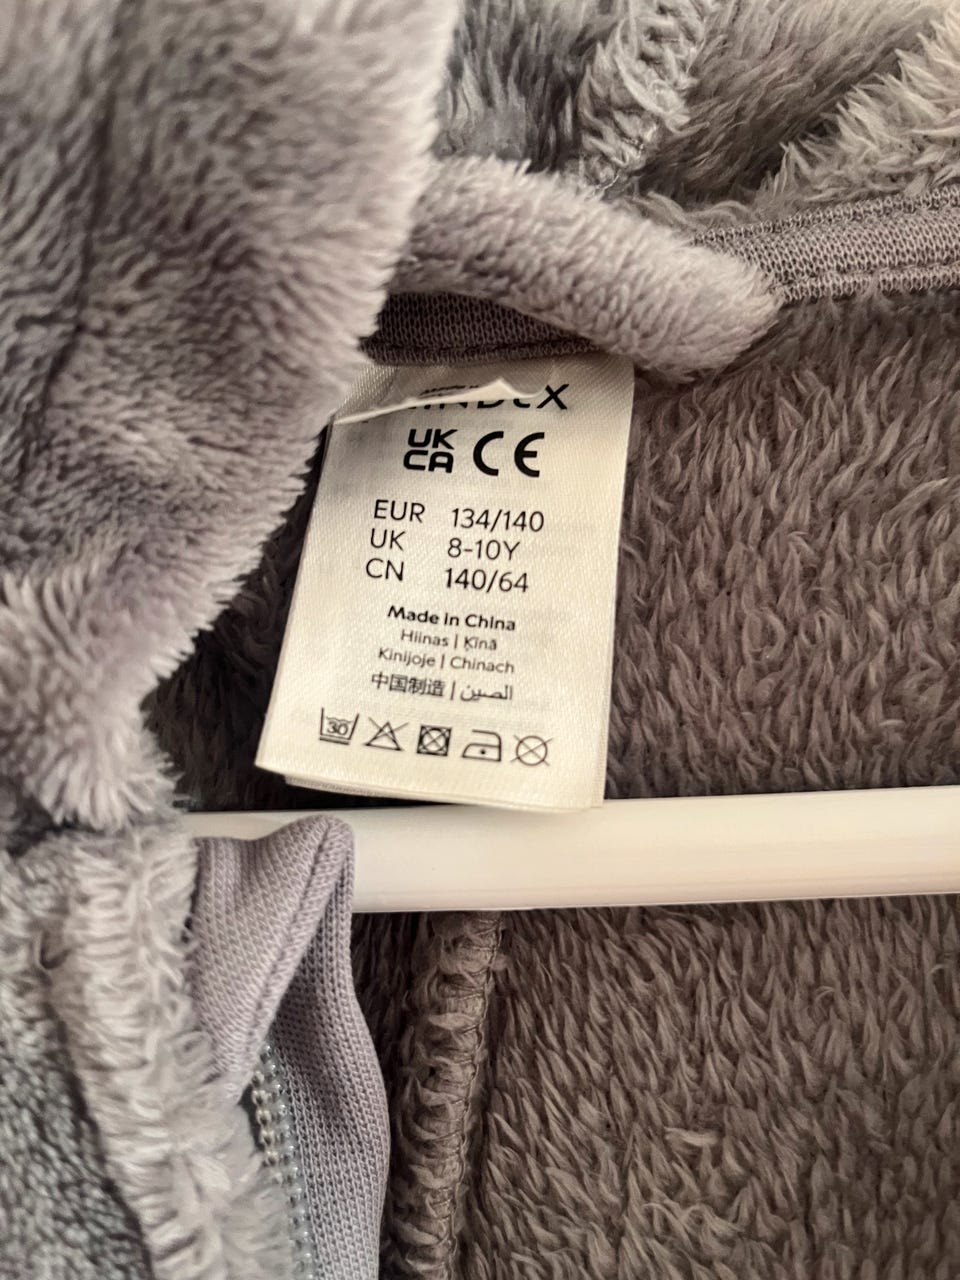 UK
CA CE
EUR 134/140
UK 8-10Y
CN 140/64
Made in China
Hiinas | Ķīnā
Kinijoje | Chinach
中国制造 | الصين
30